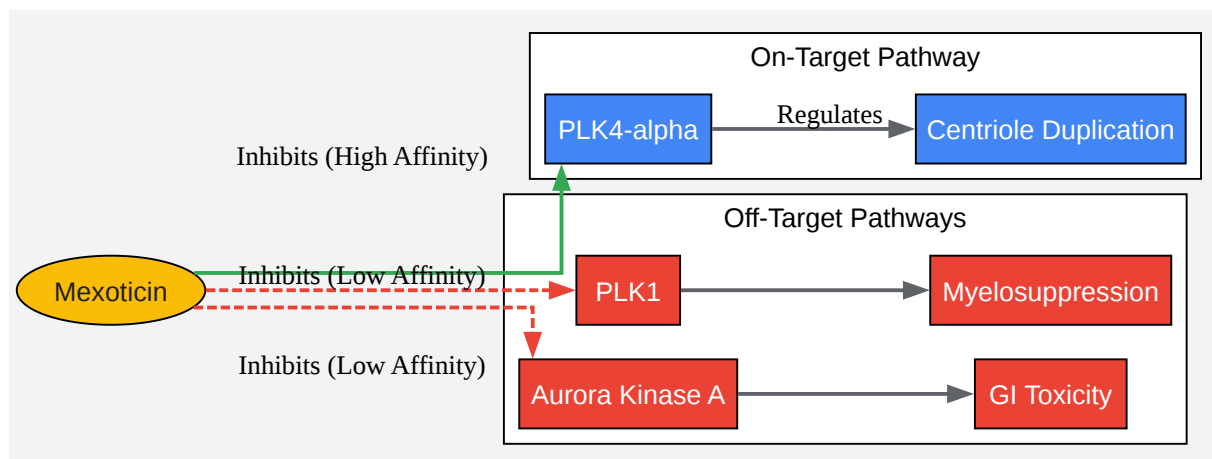 On-Target Pathway
PLK4-alpha
Regulates
Centriole Duplication
Inhibits (High Affinity)
Off-Target Pathways
Mexoticin
Inhibits (Low Affinity)
PLK1
Myelosuppression
Inhibits (Low Affinity)
Aurora Kinase A
GI Toxicity